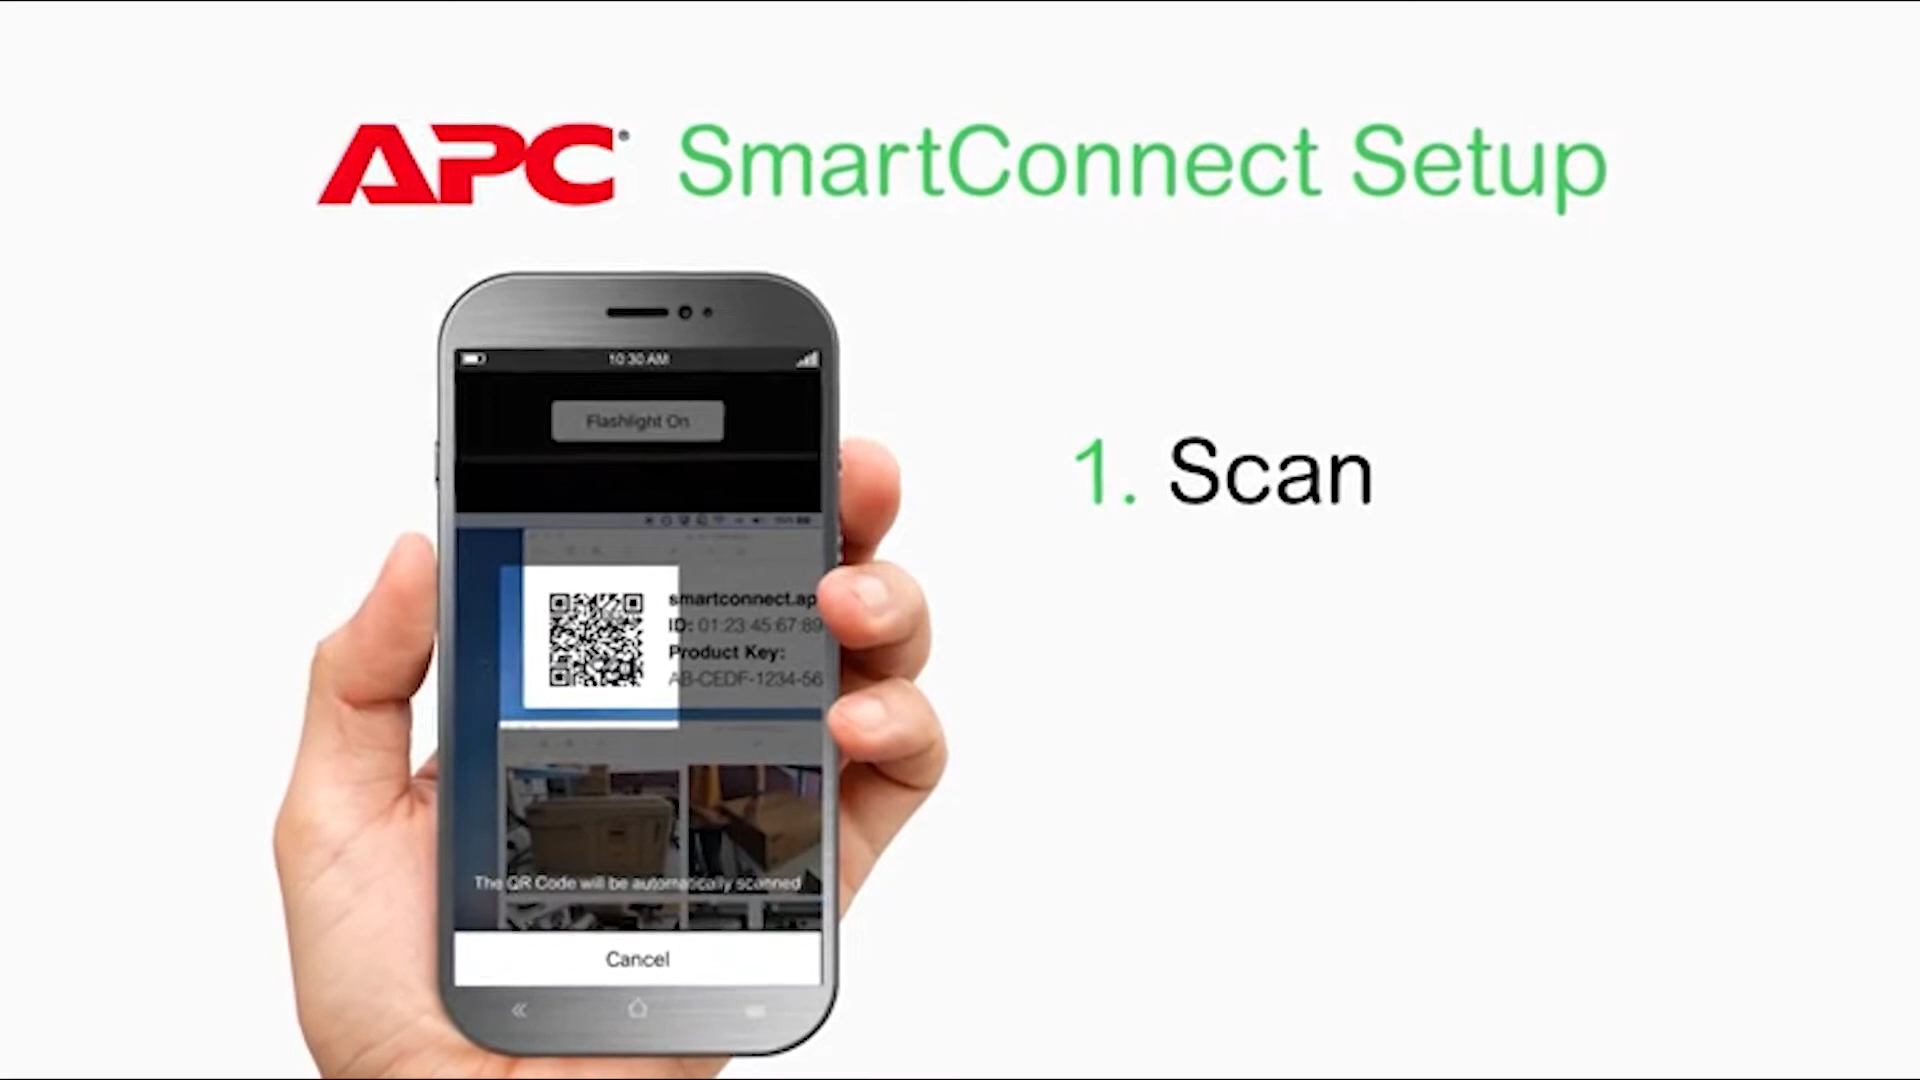 APC® SmartConnect Setup
10:30 AM
Flashlight On
1. Scan
smartconnect.ap
ID: 01:23:45:67:89
Product Key:
AB-CEDF-1234-56
The QR Code will be automatically scanned
Cancel